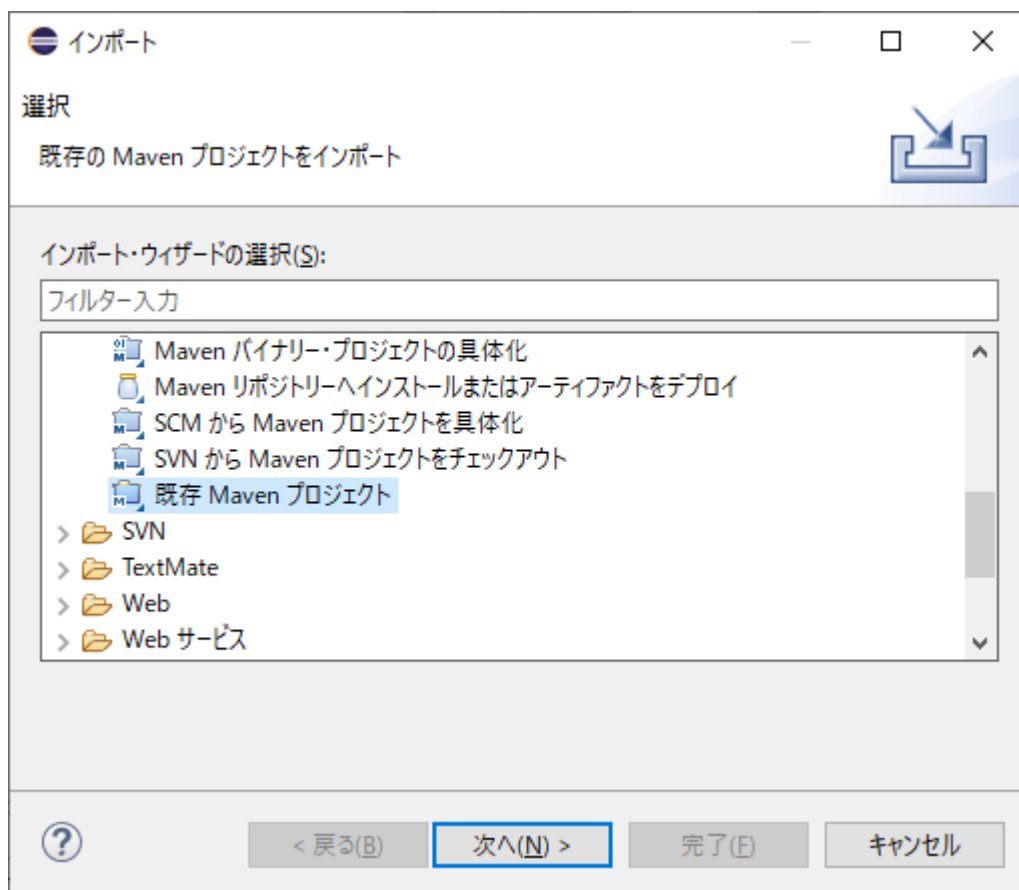 インポート
選択
既存の Maven プロジェクトをインポート
インポート・ウィザードの選択(S):
フィルター入力
Maven バイナリー・プロジェクトの具体化
Maven リポジトリーへインストールまたはアーティファクトをデプロイ
SCM から Maven プロジェクトを具体化
SVN から Maven プロジェクトをチェックアウト
既存 Maven プロジェクト
SVN
TextMate
Web
Web サービス
< 戻る(B) 次へ(N) > 完了(F) キャンセル